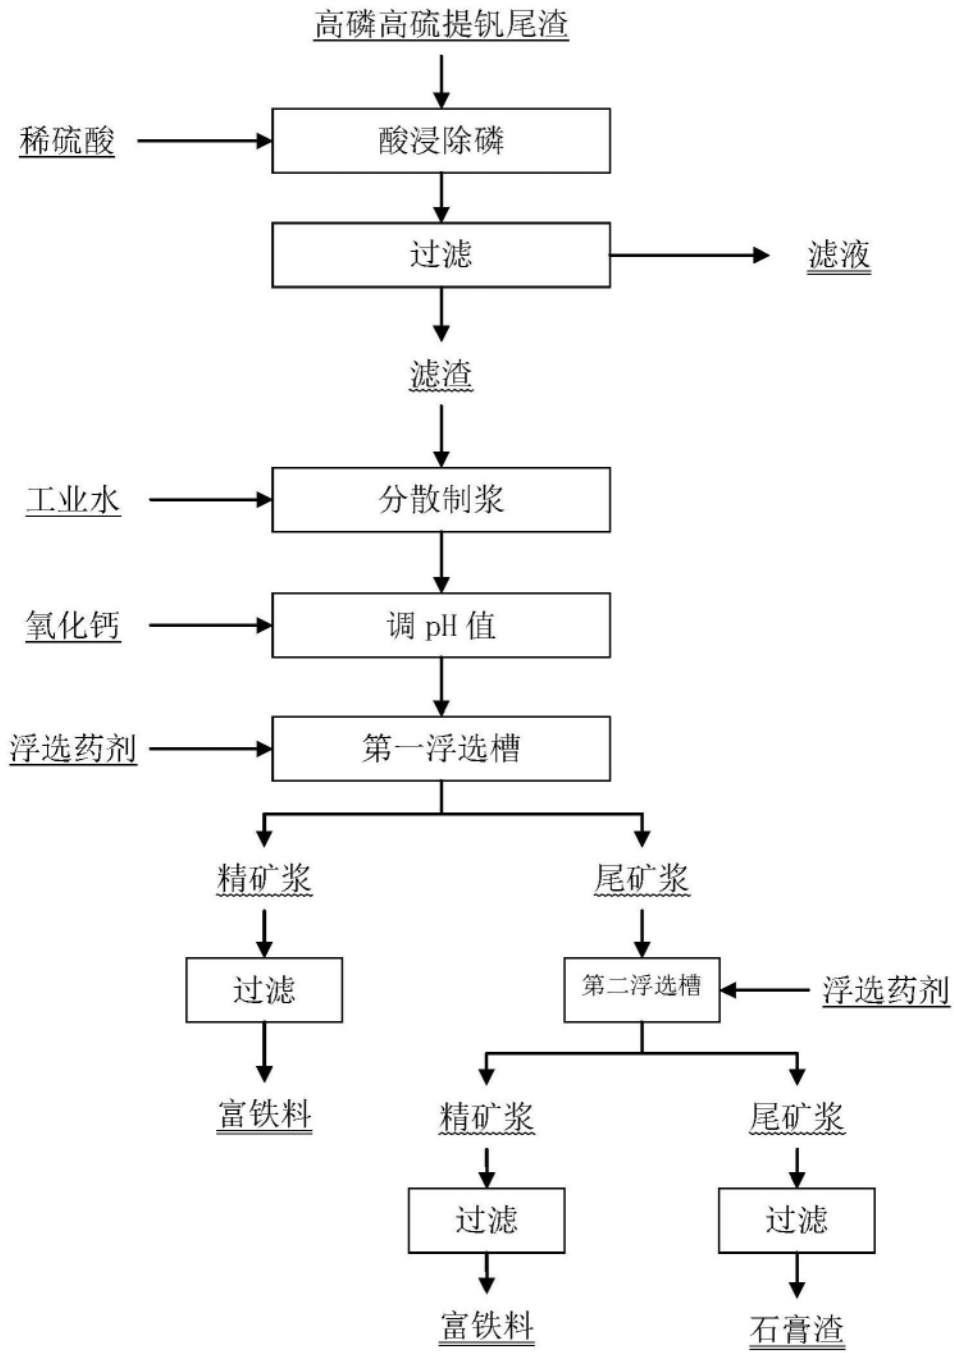 高磷高硫提钒尾渣
稀硫酸
酸浸除磷
过滤
滤液
滤渣
工业水
分散制浆
氧化钙
调pH值
浮选药剂
第一浮选槽
精矿浆
尾矿浆
过滤
第二浮选槽
浮选药剂
富铁料
精矿浆
尾矿浆
过滤
过滤
富铁料
石膏渣